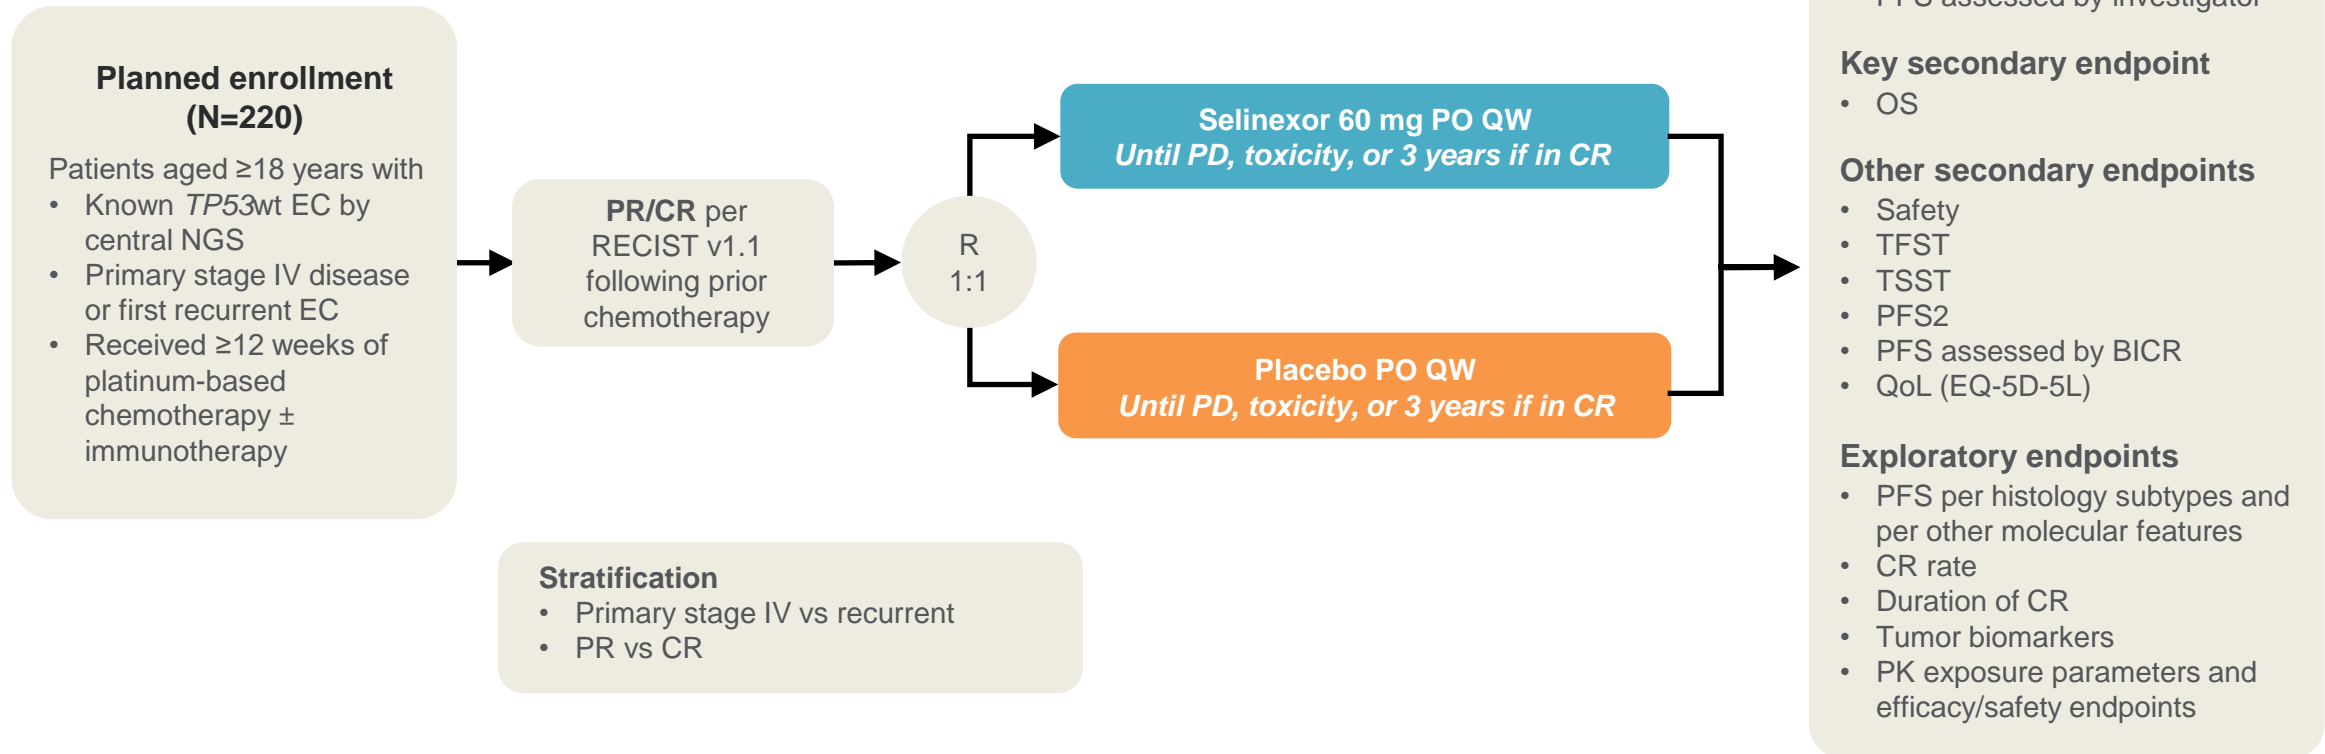 Planned enrollment
(N=220)
Patients aged ≥18 years with
• Known TP53wt EC by
central NGS
• Primary stage IV disease
or first recurrent EC
• Received ≥12 weeks of
platinum-based
chemotherapy ±
immunotherapy
PR/CR per
RECIST v1.1
following prior
chemotherapy
R
1:1
Selinexor 60 mg PO QW
Until PD, toxicity, or 3 years if in CR
Placebo PO QW
Until PD, toxicity, or 3 years if in CR
Stratification
• Primary stage IV vs recurrent
• PR vs CR
PFS assessed by investigator
Key secondary endpoint
• OS
Other secondary endpoints
• Safety
• TFST
• TSST
• PFS2
• PFS assessed by BICR
• QoL (EQ-5D-5L)
Exploratory endpoints
• PFS per histology subtypes and
per other molecular features
• CR rate
• Duration of CR
• Tumor biomarkers
• PK exposure parameters and
efficacy/safety endpoints